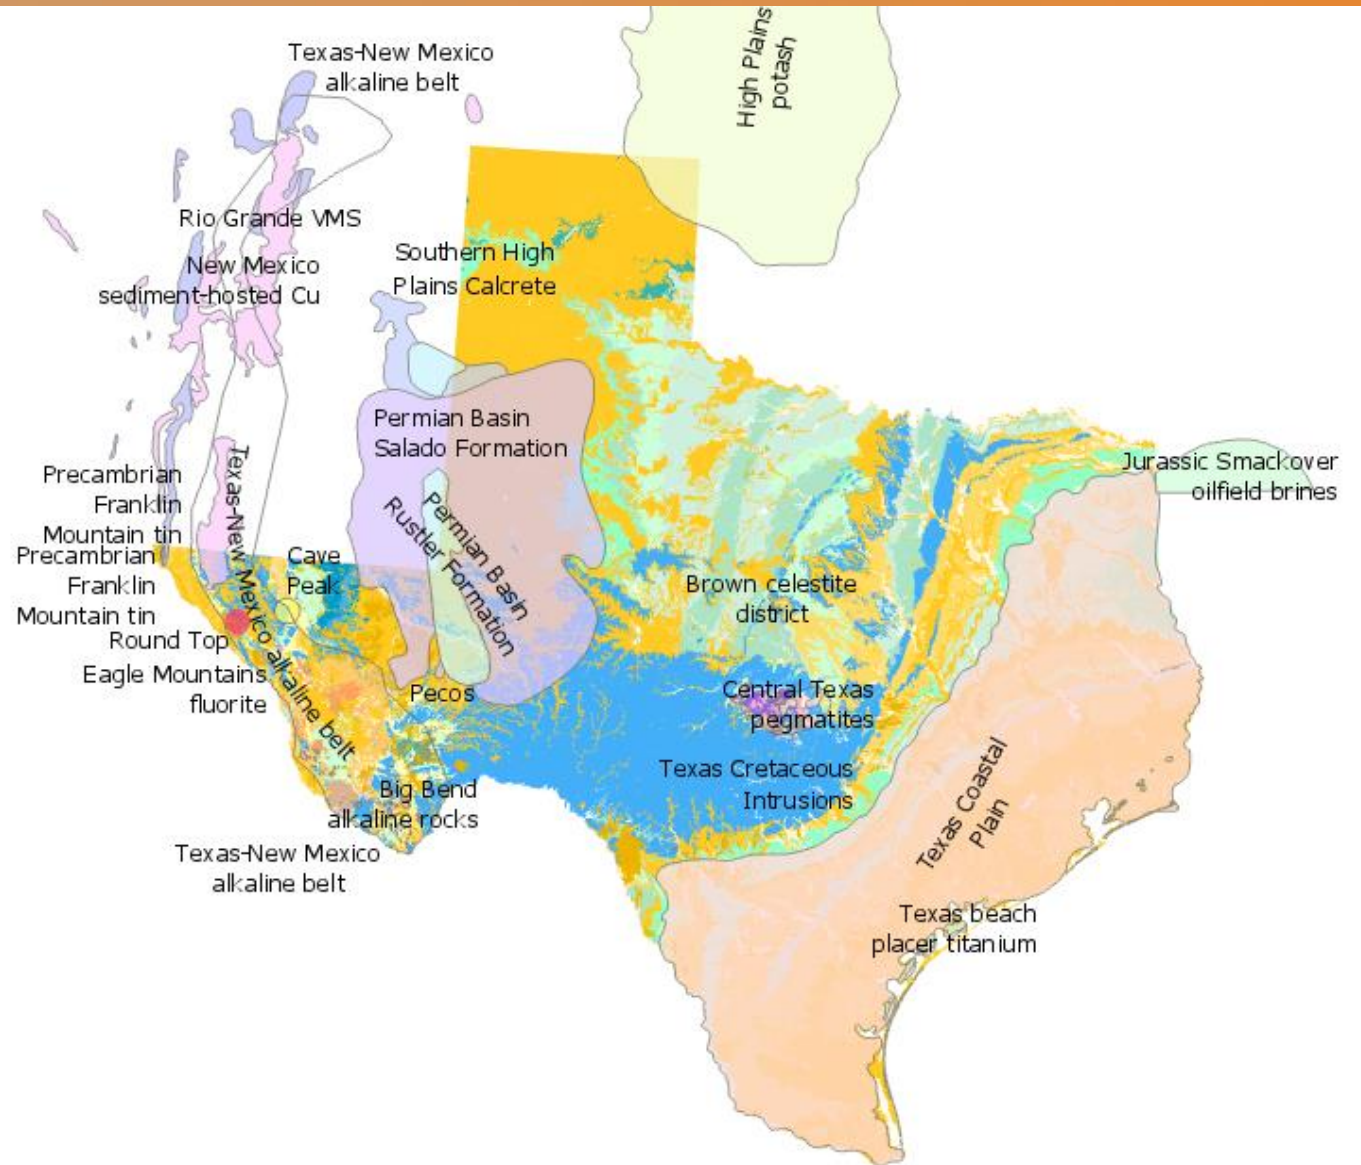 High Plains
potash
Texas-New Mexico
alkaline belt
Rio Grande VMS
New Mexico
sediment-hosted Cu
Southern High
Plains Calcrete
Permian Basin
Salado Formation
Permian Basin
Rustler Formation
Texas-New Mexico alkaline belt
Precambrian
Franklin
Mountain tin
Precambrian
Franklin
Mountain tin
Cave
Peak
Round Top
Eagle Mountains
fluorite
Pecos
Jurassic Smackover
oilfield brines
Brown celestite
district
Central Texas
pegmatites
Texas Cretaceous
Intrusions
Big Bend
alkaline rocks
Texas-New Mexico
alkaline belt
Texas Coastal
Plain
Texas beach
placer titanium